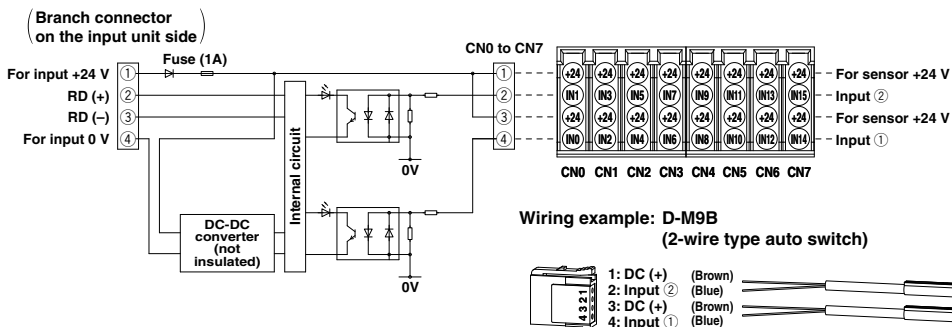 (Branch connector
on the input unit side)
Fuse (1A)
For input +24 V ①
RD (+) ②
RD (–) ③
For input 0 V ④
Internal circuit
DC-DC
converter
(not
insulated)
0V
0V
CN0 to CN7
① +24 +24 +24 +24 +24 +24 +24 +24 For sensor +24 V
② IN1 IN3 IN5 IN7 IN9 IN11 IN13 IN15 Input ②
③ +24 +24 +24 +24 +24 +24 +24 +24 For sensor +24 V
④ IN0 IN2 IN4 IN6 IN8 IN10 IN12 IN14 Input ①
CN0 CN1 CN2 CN3 CN4 CN5 CN6 CN7
Wiring example: D-M9B
(2-wire type auto switch)
4 3 2 1
1: DC (+) (Brown)
2: Input ② (Blue)
3: DC (+) (Brown)
4: Input ① (Blue)